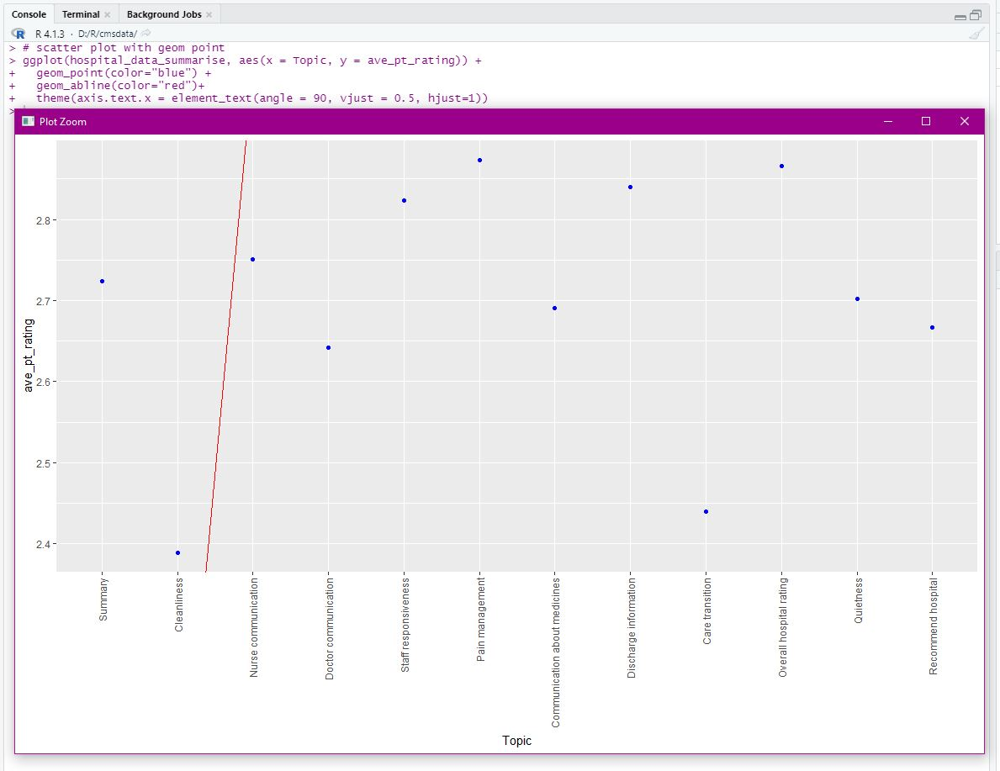 Console Terminal Background Jobs
R R 4.1.3 · D:/R/cmsdata/
> # scatter plot with geom point
> ggplot(hospital_data_summarise, aes(x = Topic, y = ave_pt_rating)) +
+   geom_point(color="blue") +
+   geom_abline(color="red")+
+   theme(axis.text.x = element_text(angle = 90, vjust = 0.5, hjust=1))
>
Plot Zoom
2.8
2.7
2.6
2.5
2.4
ave_pt_rating
Summary
Cleanliness
Nurse communication
Doctor communication
Staff responsiveness
Pain management
Communication about medicines
Discharge information
Care transition
Overall hospital rating
Quietness
Recommend hospital
Topic